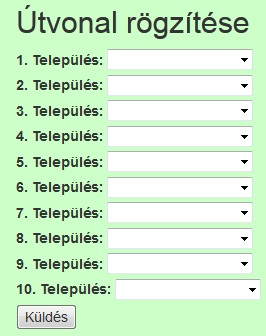 Útvonal rögzítése
1. Település:
2. Település:
3. Település:
4. Település:
5. Település:
6. Település:
7. Település:
8. Település:
9. Település:
10. Település:
Küldés